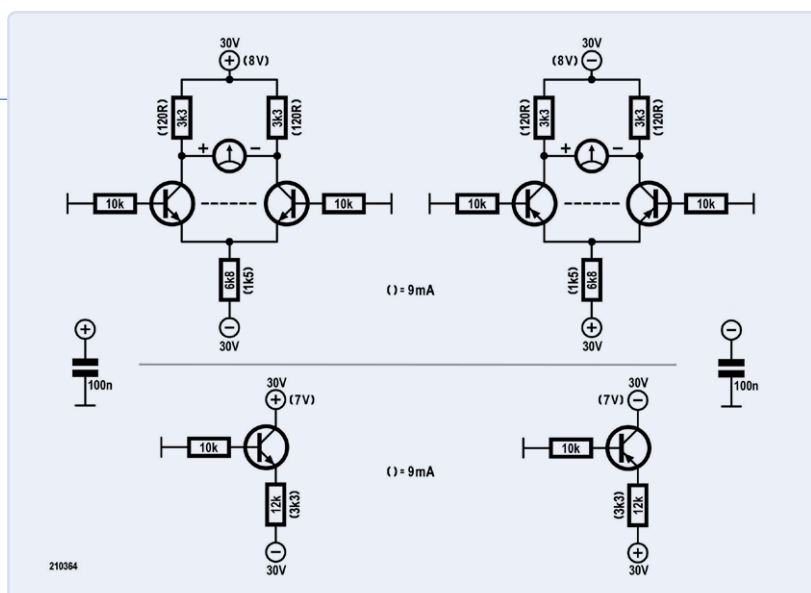 30V
+ (8V)
(120R) 3k3 3k3 (120R)
+ -
10k 10k
6k8 (1k5)
-
30V
30V
(8V) -
(120R) 3k3 3k3 (120R)
+ -
10k 10k
(1k5) 6k8
+
30V
( ) = 9mA
+
100n
-
100n
30V
+ (7V)
10k
12k (3k3)
-
30V
( ) = 9mA
30V
(7V) -
10k
(3k3) 12k
+
30V
210364